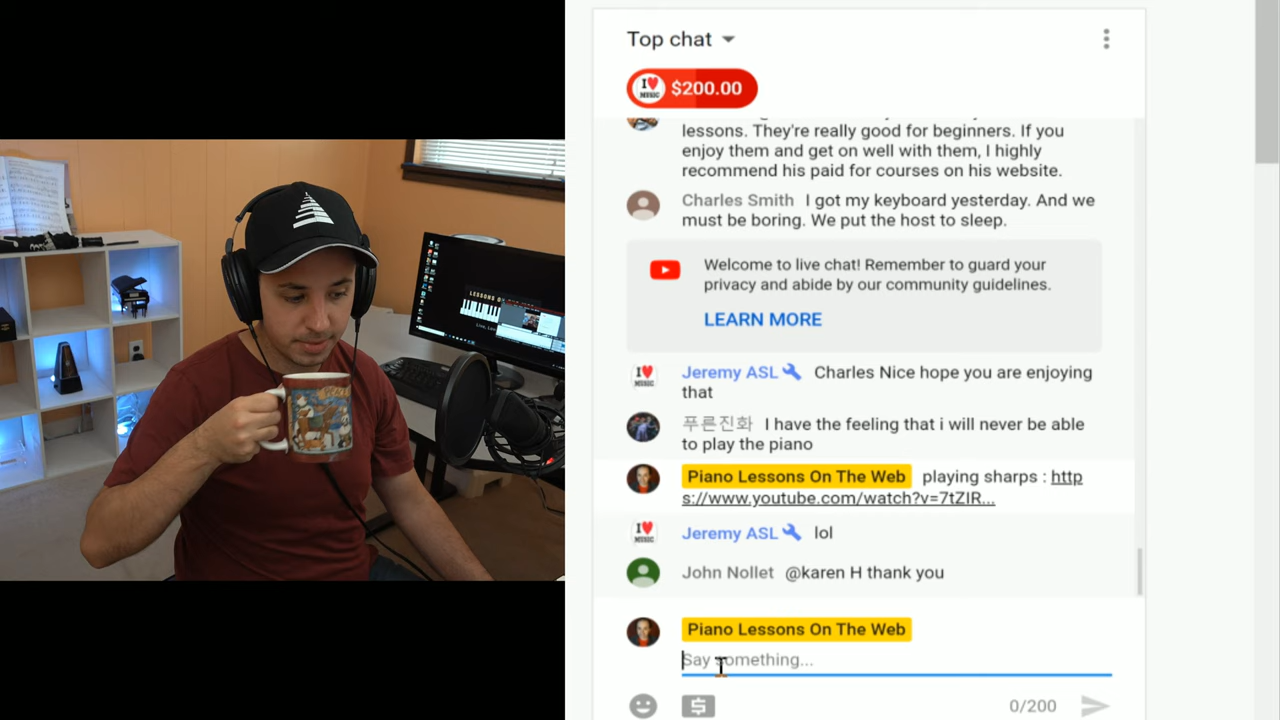 Top chat
I
MUSIC
$200.00
lessons. They're really good for beginners. If you
enjoy them and get on well with them, I highly
recommend his paid for courses on his website.
Charles Smith I got my keyboard yesterday. And we
must be boring. We put the host to sleep.
Welcome to live chat! Remember to guard your
privacy and abide by our community guidelines.
LEARN MORE
I
MUSIC
Jeremy ASL Charles Nice hope you are enjoying
that
푸른진화 I have the feeling that i will never be able
to play the piano
Piano Lessons On The Web playing sharps : http
s://www.youtube.com/watch?v=7tZIR...
I
MUSIC
Jeremy ASL lol
John Nollet @karen H thank you
Piano Lessons On The Web
Say something...
$
0/200
LESSONS